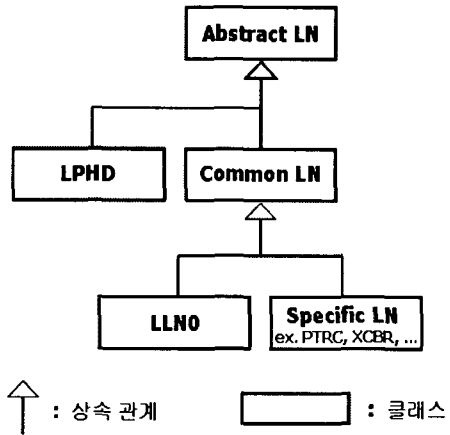 Abstract LN
LPHD
Common LN
LLN0
Specific LN
ex. PTRC, XCBR, ...
: 상속 관계
: 클래스